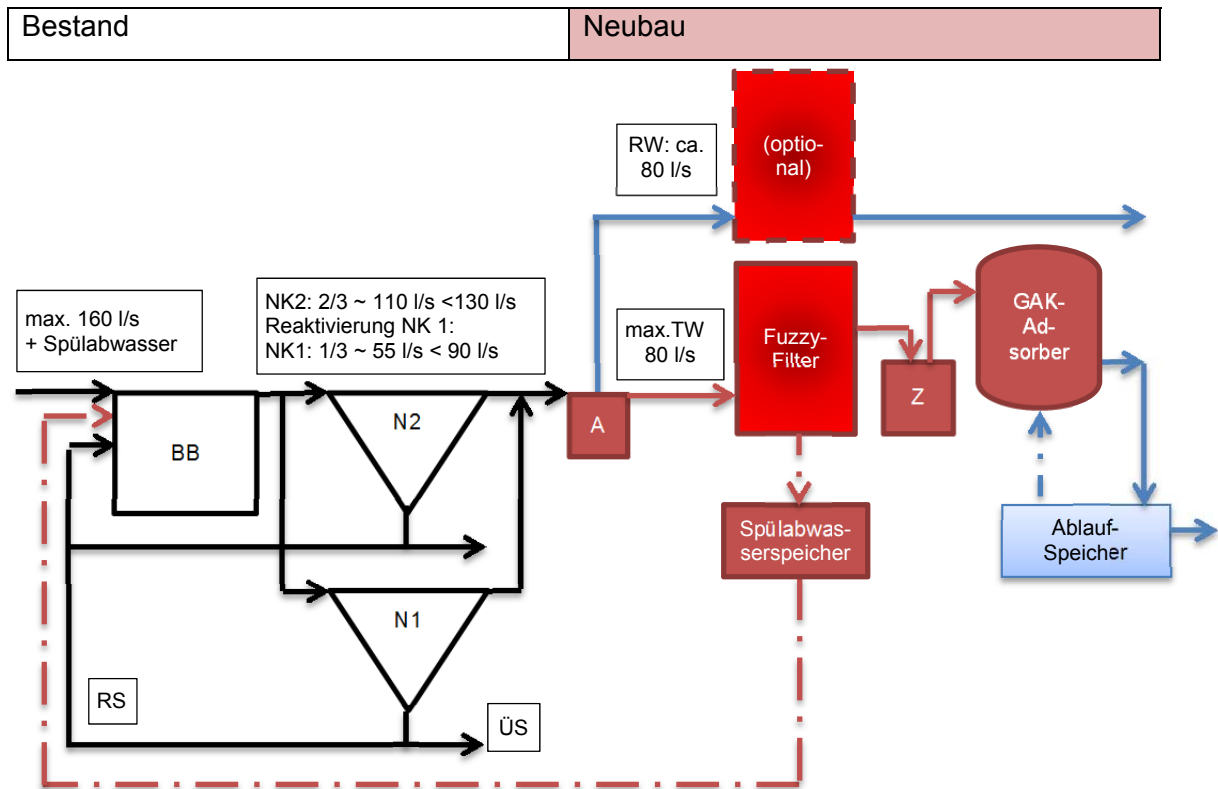 Bestand
Neubau
RW: ca.
80 l/s
(optio-
nal)
max. 160 l/s
+ Spülabwasser
NK2: 2/3 ~ 110 l/s <130 l/s
Reaktivierung NK 1:
NK1: 1/3 ~ 55 l/s < 90 l/s
max.TW
80 l/s
Fuzzy-
Filter
GAK-
Ad-
sorber
BB
N2
A
Z
Spülabwas-
serspeicher
Ablauf-
Speicher
N1
RS
ÜS